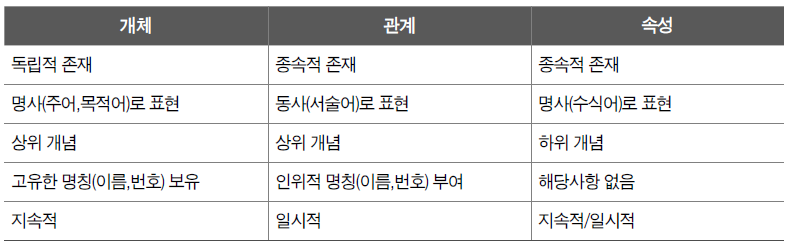 개체 관계 속성
독립적 존재 종속적 존재 종속적 존재
명사(주어,목적어)로 표현 동사(서술어)로 표현 명사(수식어)로 표현
상위 개념 상위 개념 하위 개념
고유한 명칭(이름,번호) 보유 인위적 명칭(이름,번호) 부여 해당사항 없음
지속적 일시적 지속적/일시적